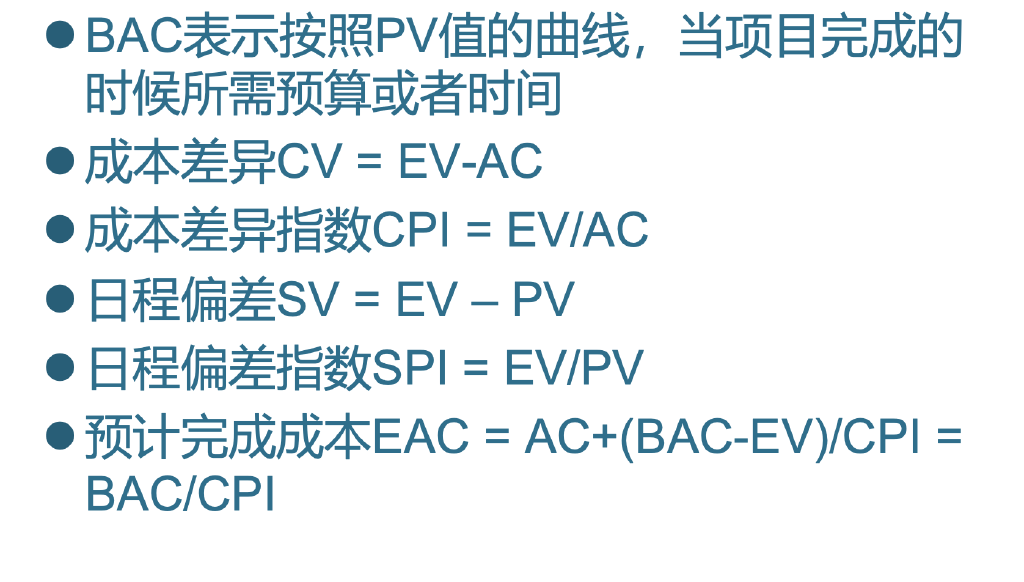 ●BAC表示按照PV值的曲线，当项目完成的
时候所需预算或者时间
●成本差异CV = EV-AC
●成本差异指数CPI = EV/AC
●日程偏差SV = EV – PV
●日程偏差指数SPI = EV/PV
●预计完成成本EAC = AC+(BAC-EV)/CPI =
BAC/CPI